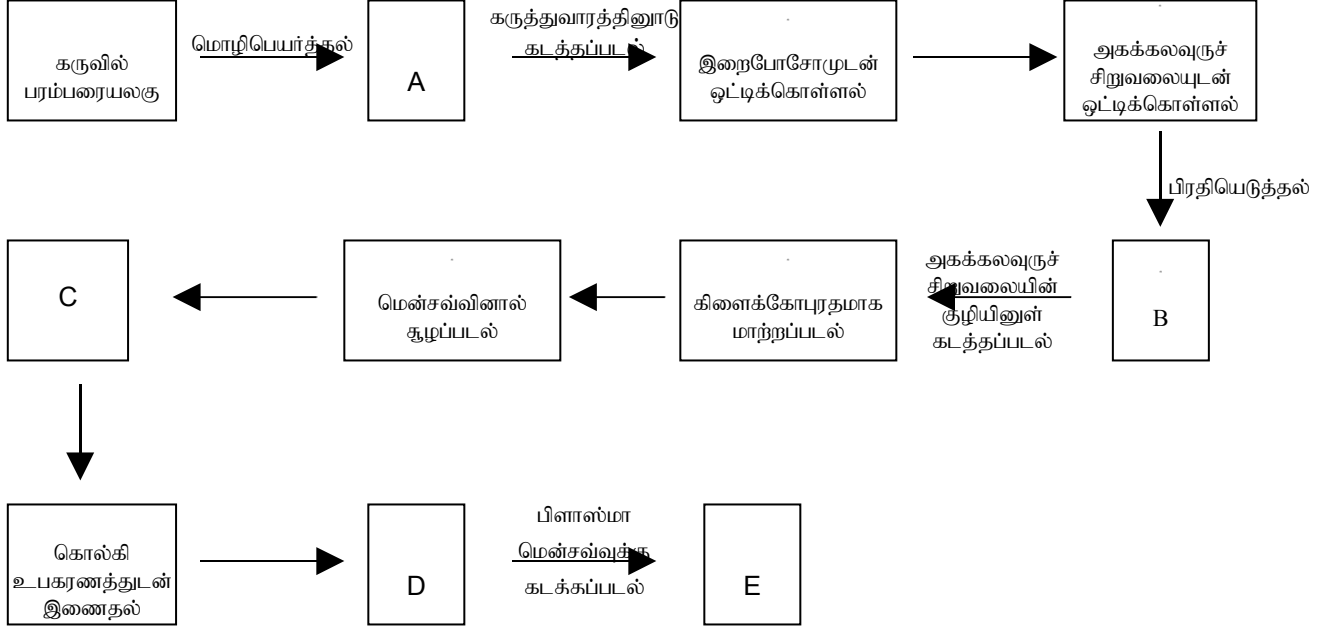 கருவில்
பரம்பரையலகு
மொழிபெயர்த்தல்
A
கருத்துவாரத்தினூடு
கடத்தப்படல்
இறைபோசோமுடன்
ஒட்டிக்கொள்ளல்
அகக்கலவுருச்
சிறுவலையுடன்
ஒட்டிக்கொள்ளல்
பிரதியெடுத்தல்
B
அகக்கலவுருச்
சிறுவலையின்
குழியினுள்
கடத்தப்படல்
கிளைக்கோபுரதமாக
மாற்றப்படல்
மென்சவ்வினால்
சூழப்படல்
C
கொல்கி
உபகரணத்துடன்
இணைதல்
D
பிளாஸ்மா
மென்சவ்வுக்கு
கடக்கப்படல்
E